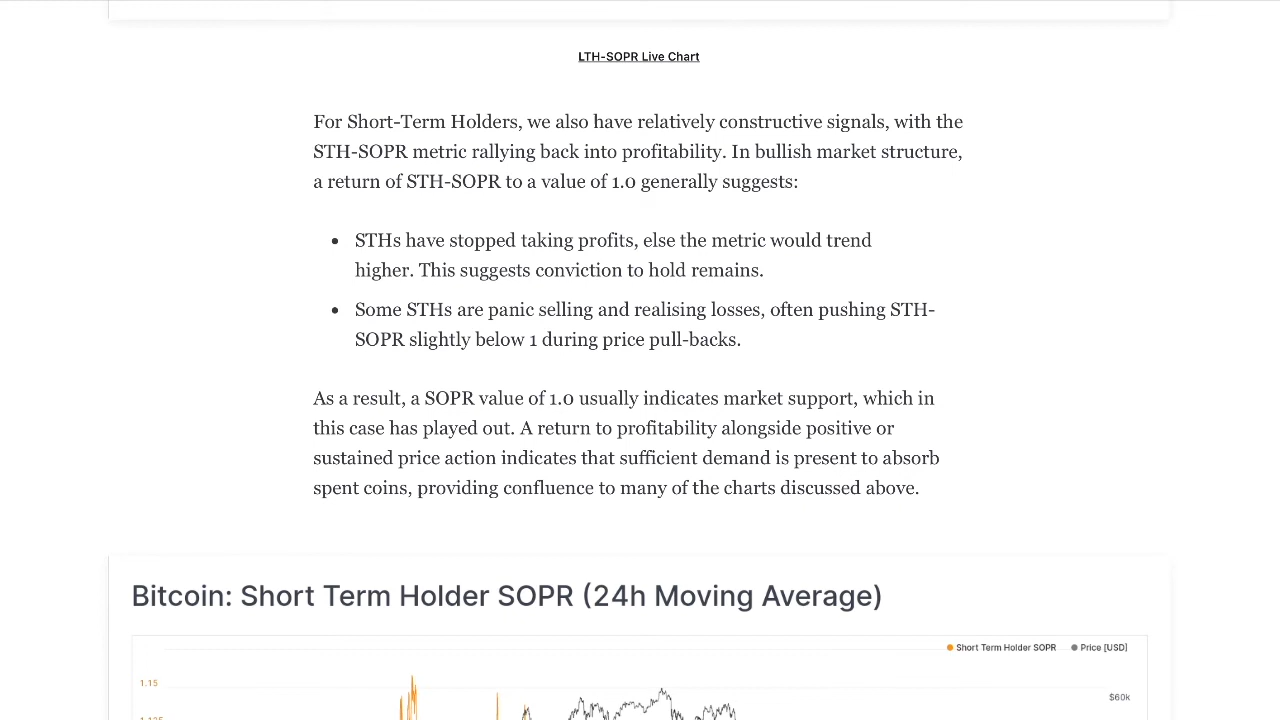 LTH-SOPR Live Chart
For Short-Term Holders, we also have relatively constructive signals, with the
STH-SOPR metric rallying back into profitability. In bullish market structure,
a return of STH-SOPR to a value of 1.0 generally suggests:
• STHs have stopped taking profits, else the metric would trend
higher. This suggests conviction to hold remains.
• Some STHs are panic selling and realising losses, often pushing STH-
SOPR slightly below 1 during price pull-backs.
As a result, a SOPR value of 1.0 usually indicates market support, which in
this case has played out. A return to profitability alongside positive or
sustained price action indicates that sufficient demand is present to absorb
spent coins, providing confluence to many of the charts discussed above.
Bitcoin: Short Term Holder SOPR (24h Moving Average)
Short Term Holder SOPR Price [USD]
1.15
$60k